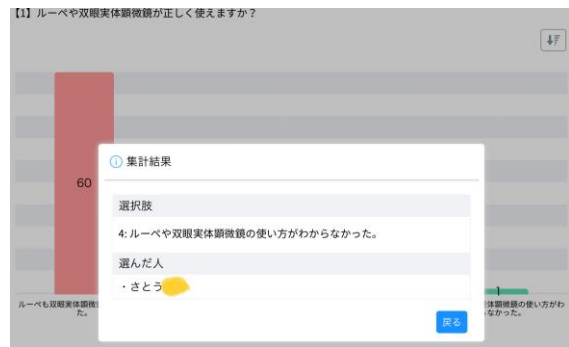 【1】ルーペや双眼実体顕微鏡が正しく使えますか？
60
集計結果
選択肢
4: ルーペや双眼実体顕微鏡の使い方がわからなかった。
選んだ人
・さとう
戻る
1
ルーペも双眼実体顕微
た。
体顕微鏡の使い方がわ
なかった。